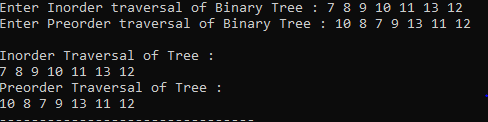 Enter Inorder traversal of Binary Tree : 7 8 9 10 11 13 12
Enter Preorder traversal of Binary Tree : 10 8 7 9 13 11 12
Inorder Traversal of Tree :
7 8 9 10 11 13 12
Preorder Traversal of Tree :
10 8 7 9 13 11 12
--------------------------------